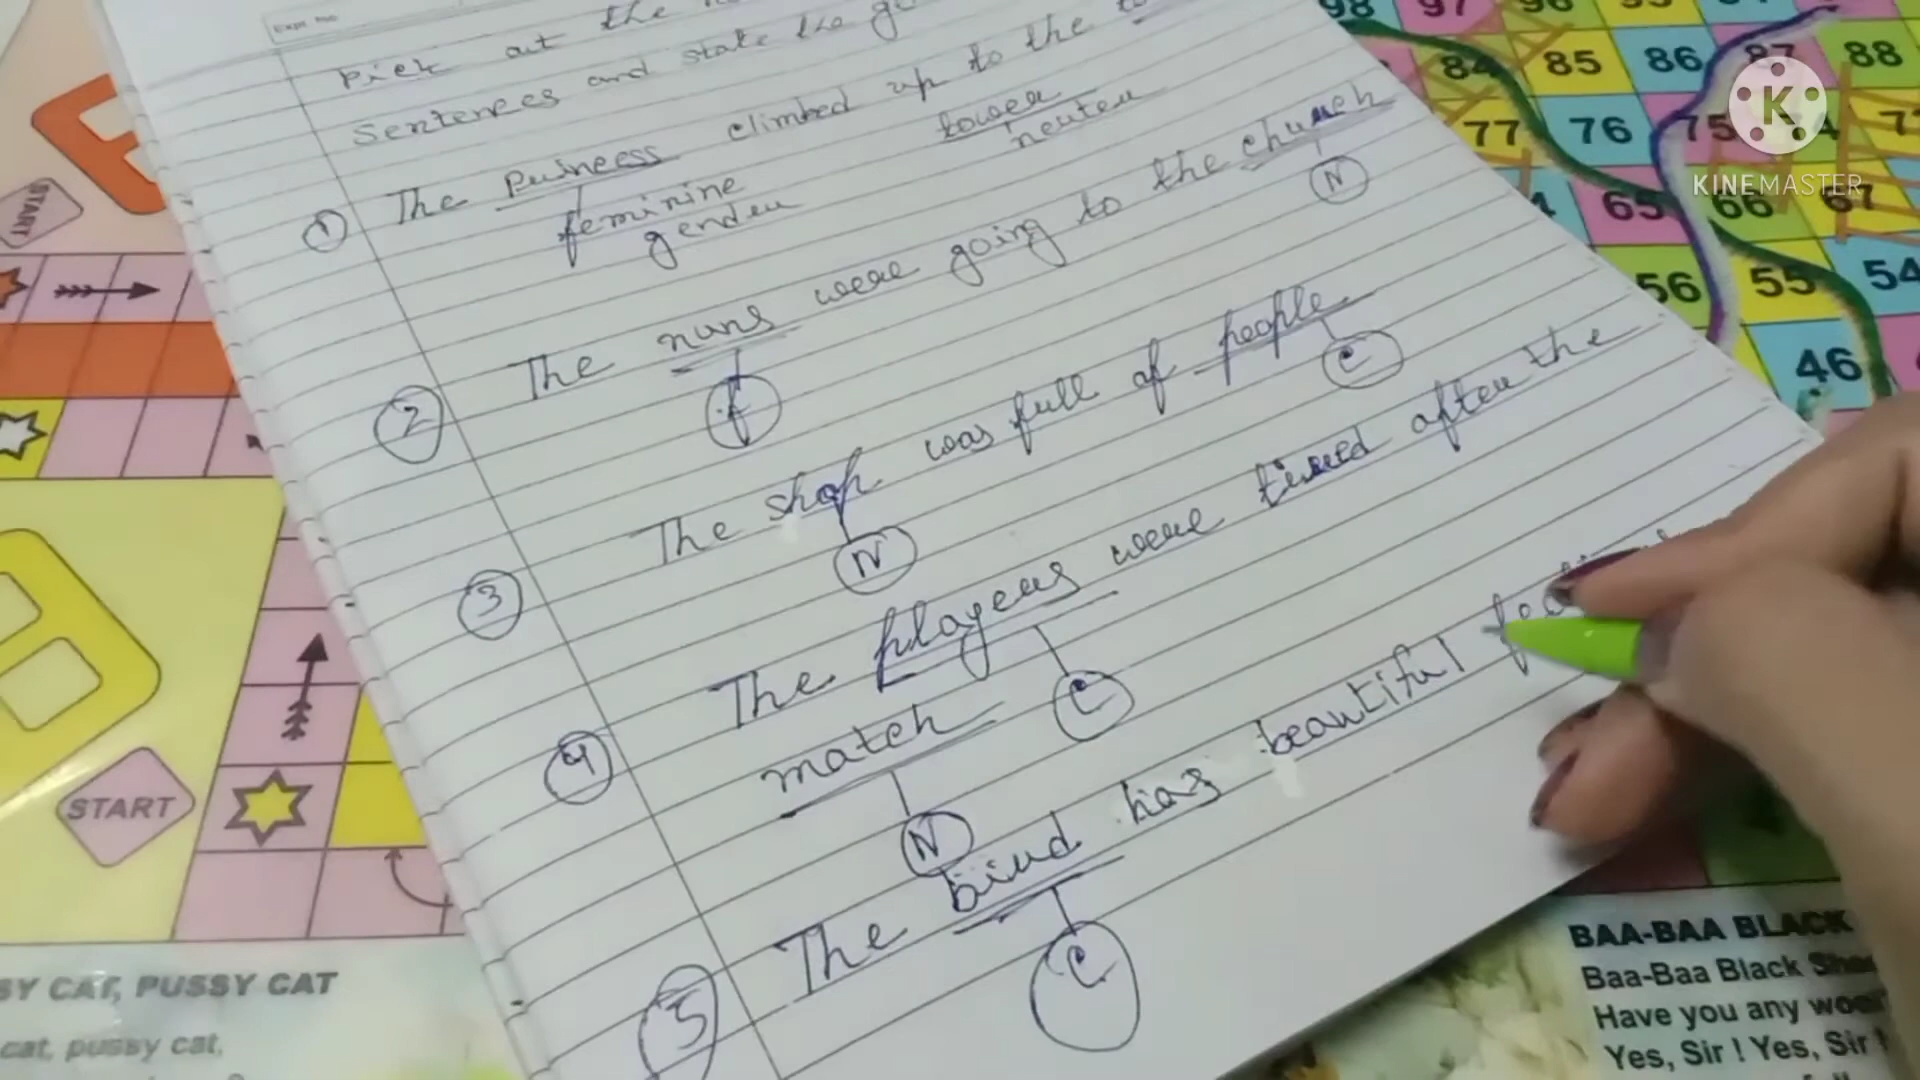 Expt. No.
Pick out the
sentences and state the
① The Princess climbed up to the
tower
feminine gender
neuter
② The nuns were going to the church
f
N
③ The shop was full of people
N
C
④ The players were tired after the
match
C
N
⑤ The bird has beautiful
C
98 97 96 95
84 85 86 87 88
77 76 75 74
65 66 67
56 55 54
46
K
KINEMASTER
START
START
PUSSY CAT
cat, pussy cat,
BAA-BAA BLACK
Baa-Baa Black
Have you any
Yes, Sir ! Yes, Sir